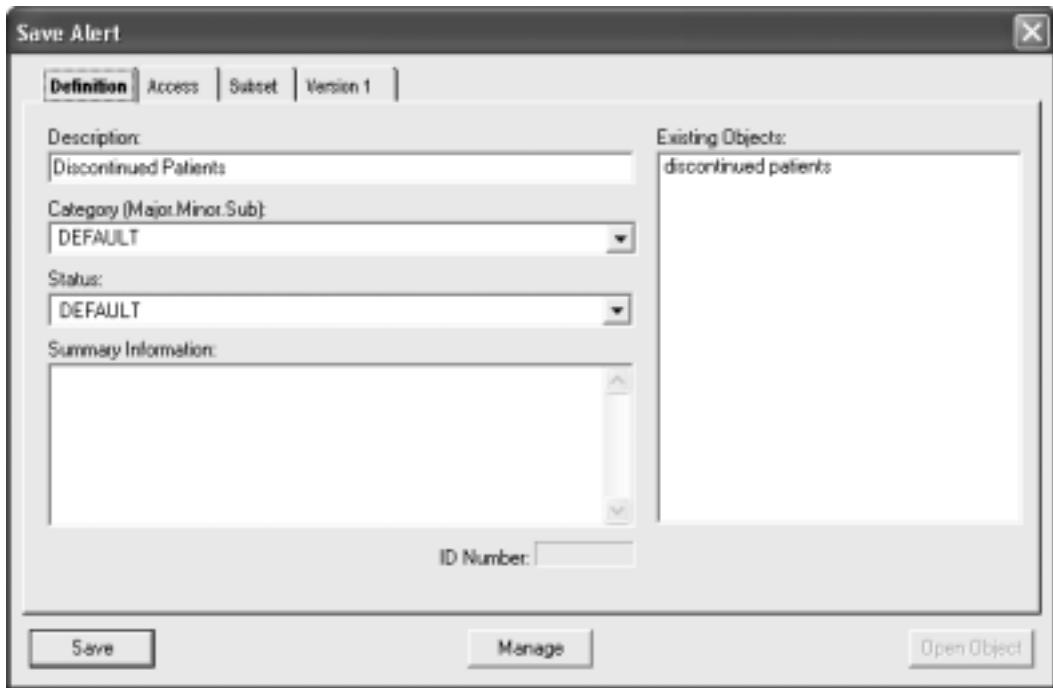 Save Alert
Definition Access Subset Version 1
Description:
Discontinued Patients
Category (Major.Minor.Sub):
DEFAULT
Status:
DEFAULT
Summary Information:
ID Number:
Existing Objects:
discontinued patients
Save Manage Open Object